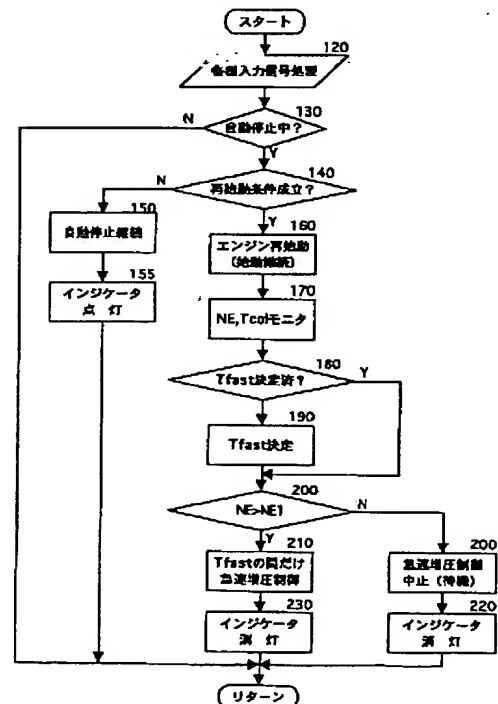 スタート
120
各種入力信号処理
130
N
自動停止中?
Y
140
N
再始動条件成立?
150
Y
160
自動停止継続
エンジン再始動
(始動継続)
155
170
インジケータ
点 灯
NE,Tcolモニタ
180
Tfast決定済?
Y
190
Tfast決定
200
NE>NE1
N
Y
210
200
Tfastの間だけ
急速増圧制御
急速増圧制御
中止(待機)
230
220
インジケータ
消 灯
インジケータ
消 灯
リターン